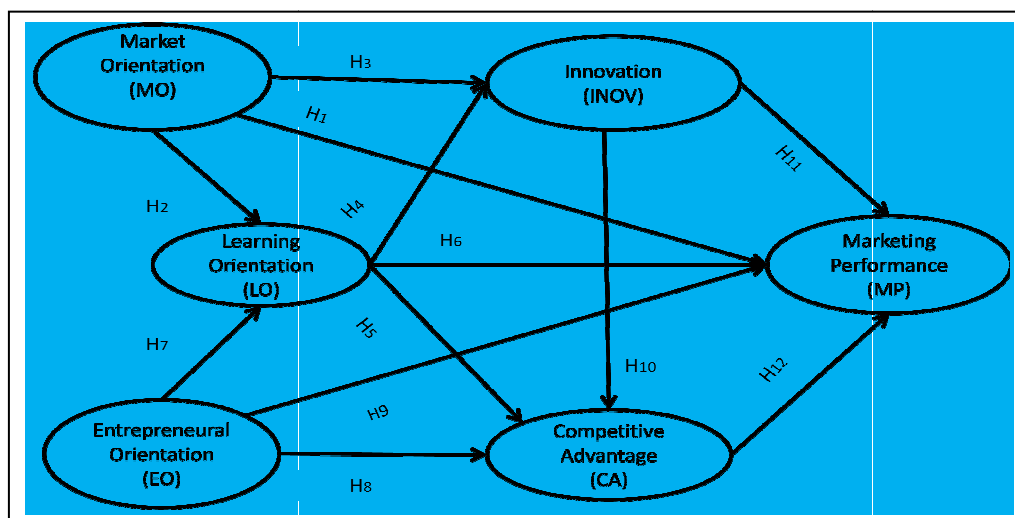 Market
Orientation
(MO)
H3
Innovation
(INOV)
H1
H11
H2
H4
Learning
Orientation
(LO)
H6
Marketing
Performance
(MP)
H7
H5
H10
H12
H9
Entrepreneural
Orientation
(EO)
Competitive
Advantage
(CA)
H8